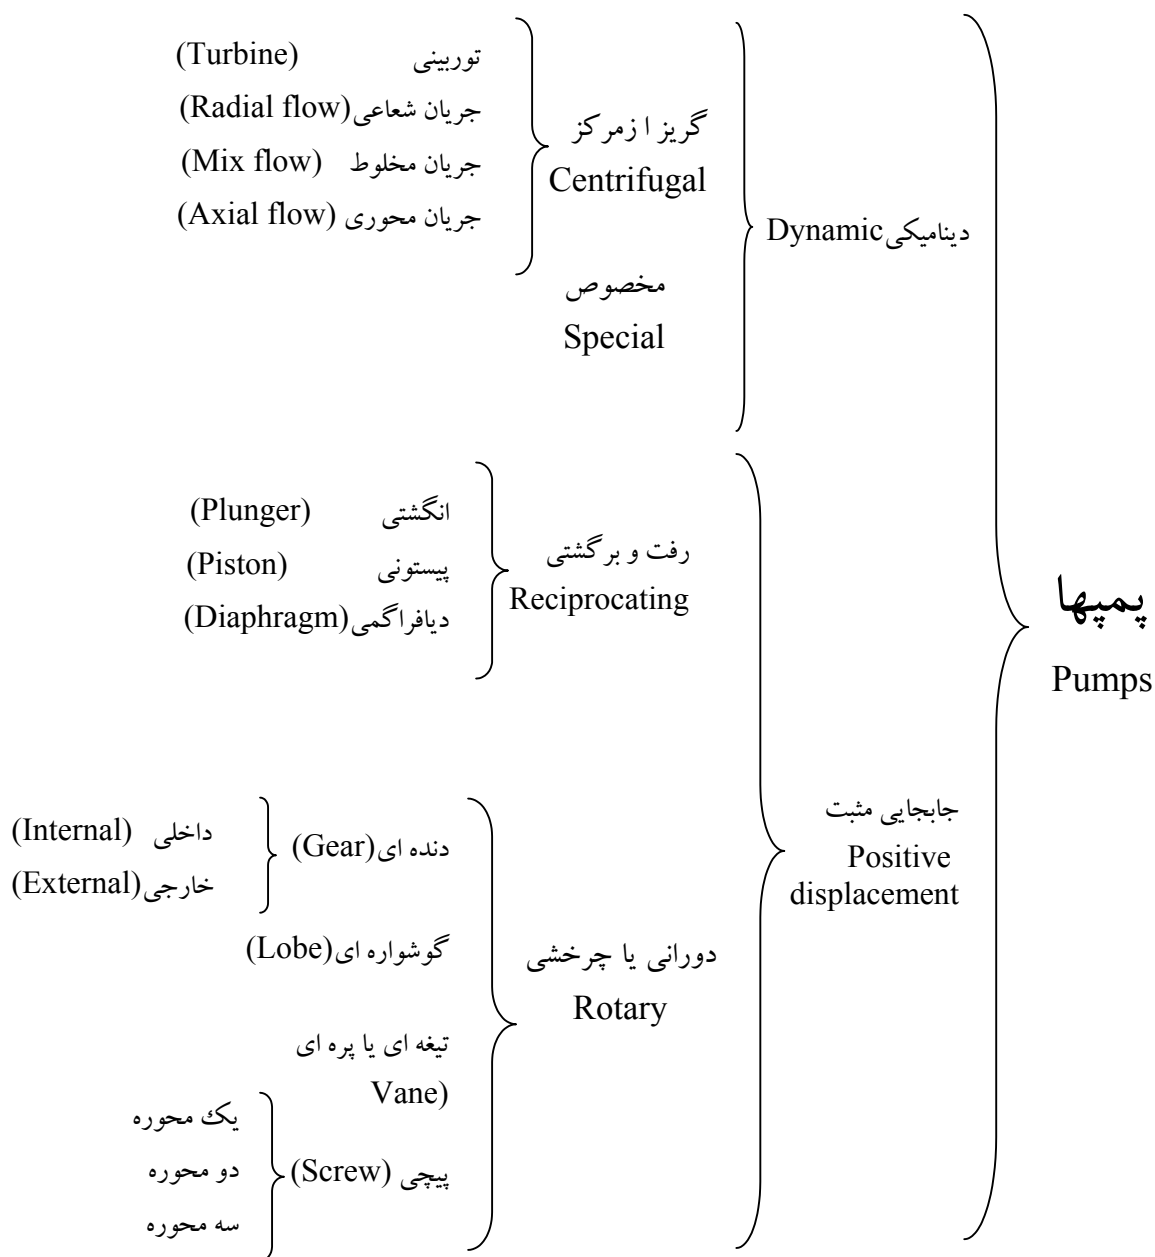 پمپها
Pumps
دینامیکی Dynamic
گریز ا زمرکز
Centrifugal
توربینی (Turbine)
جریان شعاعی (Radial flow)
جریان مخلوط (Mix flow)
جریان محوری (Axial flow)
مخصوص
Special
جابجایی مثبت
Positive
displacement
رفت و برگشتی
Reciprocating
انگشتی (Plunger)
پیستونی (Piston)
دیافراگمی (Diaphragm)
دورانی یا چرخشی
Rotary
دنده ای (Gear)
داخلی (Internal)
خارجی (External)
گوشواره ای (Lobe)
تیغه ای یا پره ای
Vane)
پیچی (Screw)
یک محوره
دو محوره
سه محوره